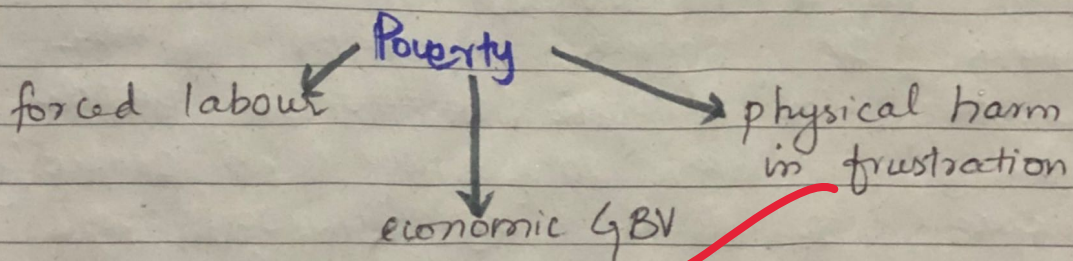 Poverty
forced labour
physical harm
in frustration
economic GBV